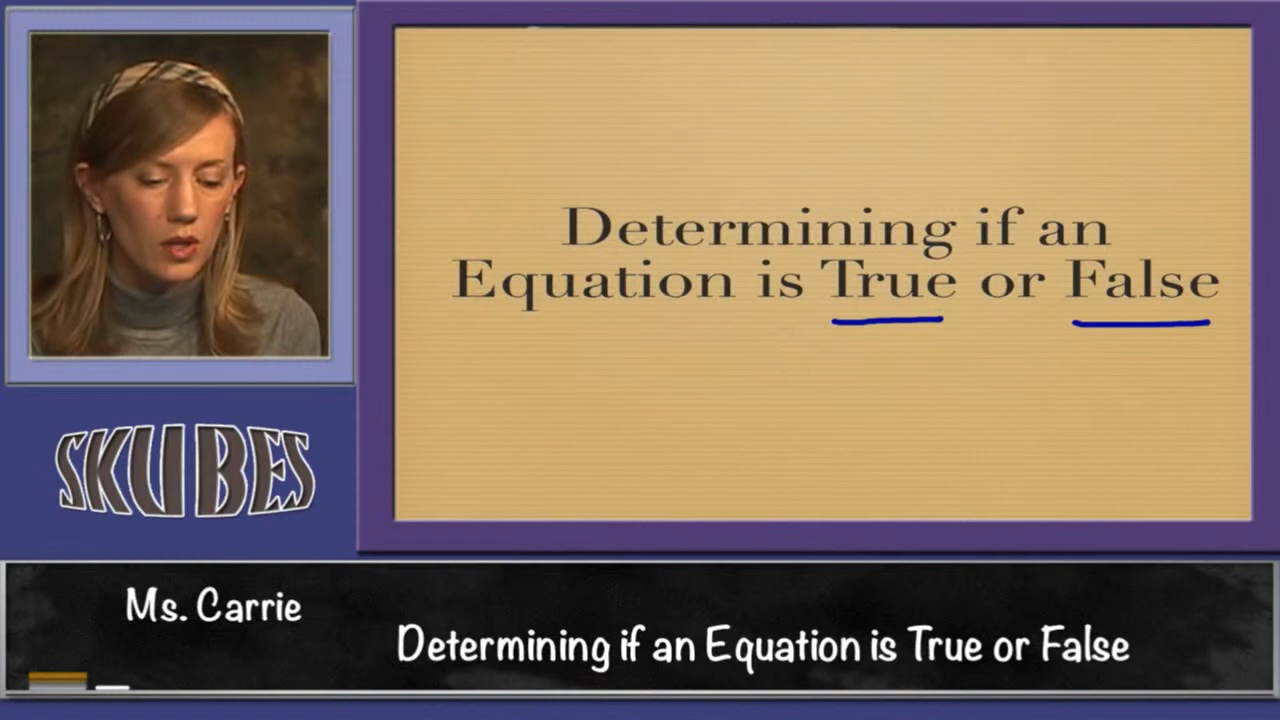 Determining if an
Equation is True or False
SKUBES
Ms. Carrie
Determining if an Equation is True or False